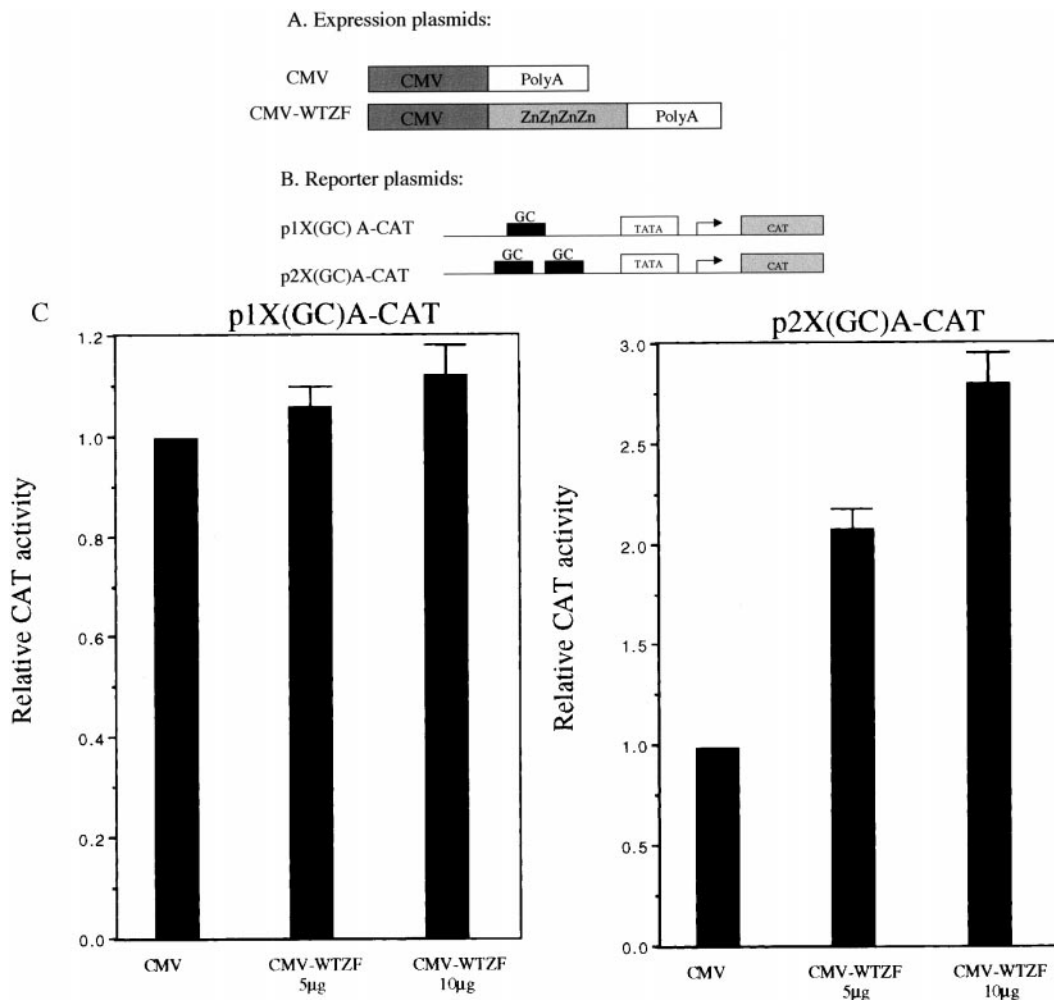 A. Expression plasmids:
CMV
CMV PolyA
CMV-WTZF
CMV ZnZnZnZn PolyA
B. Reporter plasmids:
p1X(GC) A-CAT
GC TATA CAT
p2X(GC)A-CAT
GC GC TATA CAT
C
p1X(GC)A-CAT
Relative CAT activity
1.2
1.0
0.8
0.6
0.4
0.2
0.0
CMV
CMV-WTZF
5µg
CMV-WTZF
10µg
p2X(GC)A-CAT
Relative CAT activity
3.0
2.5
2.0
1.5
1.0
0.5
0.0
CMV
CMV-WTZF
5µg
CMV-WTZF
10µg